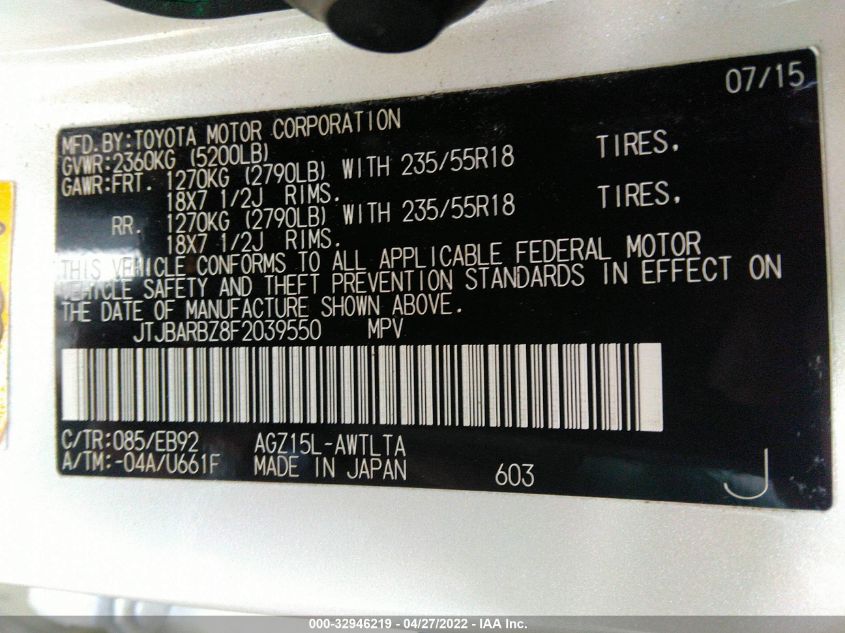 07/15
MFD.BY:TOYOTA MOTOR CORPORATION
GVWR:2360KG (5200LB)
GAWR:FRT. 1270KG (2790LB) WITH 235/55R18 TIRES,
18X7 1/2J RIMS.
RR. 1270KG (2790LB) WITH 235/55R18 TIRES,
18X7 1/2J RIMS.
THIS VEHICLE CONFORMS TO ALL APPLICABLE FEDERAL MOTOR
VEHICLE SAFETY AND THEFT PREVENTION STANDARDS IN EFFECT ON
THE DATE OF MANUFACTURE SHOWN ABOVE.
JTJBARBZ8F2039550 MPV
C/TR:085/EB92 AGZ15L-AWTLTA
A/TM:-04A/U661F MADE IN JAPAN 603 J
000-32946219 - 04/27/2022 - IAA Inc.